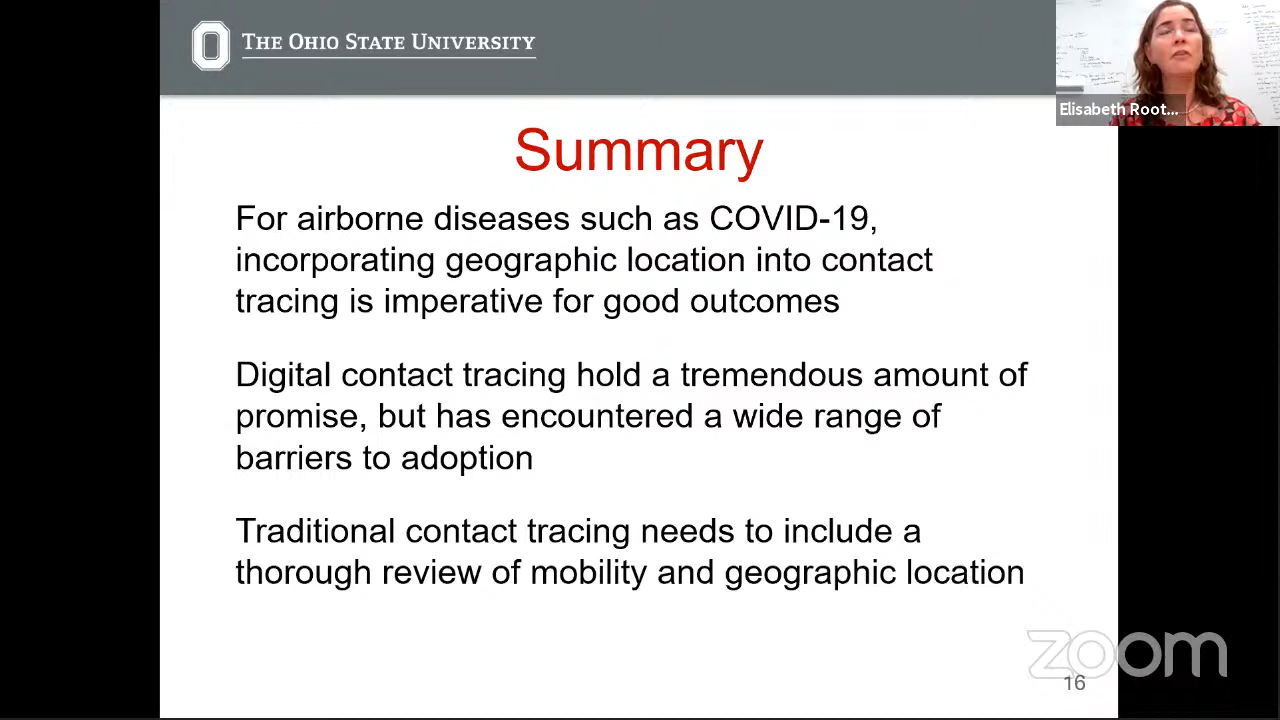 THE OHIO STATE UNIVERSITY
Elisabeth Root...
Summary
For airborne diseases such as COVID-19,
incorporating geographic location into contact
tracing is imperative for good outcomes
Digital contact tracing hold a tremendous amount of
promise, but has encountered a wide range of
barriers to adoption
Traditional contact tracing needs to include a
thorough review of mobility and geographic location
zoom
16